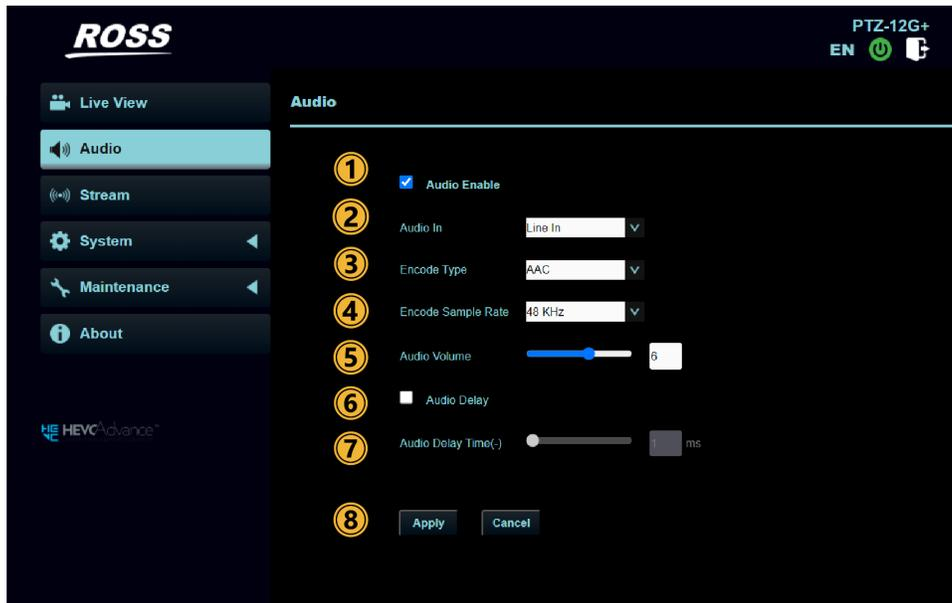 ROSS
PTZ-12G+
EN
Live View
Audio
Stream
System
Maintenance
About
HEVCAdvance™
Audio
1
Audio Enable
2
Audio In Line In
3
Encode Type AAC
4
Encode Sample Rate 48 KHz
5
Audio Volume 6
6
Audio Delay
7
Audio Delay Time(-) 1 ms
8
Apply Cancel